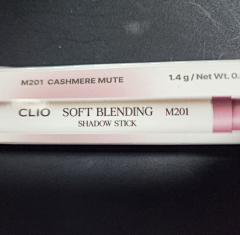 M201 CASHMERE MUTE 1.4 g / Net Wt. 0.
CLIO SOFT BLENDING M201
SHADOW STICK